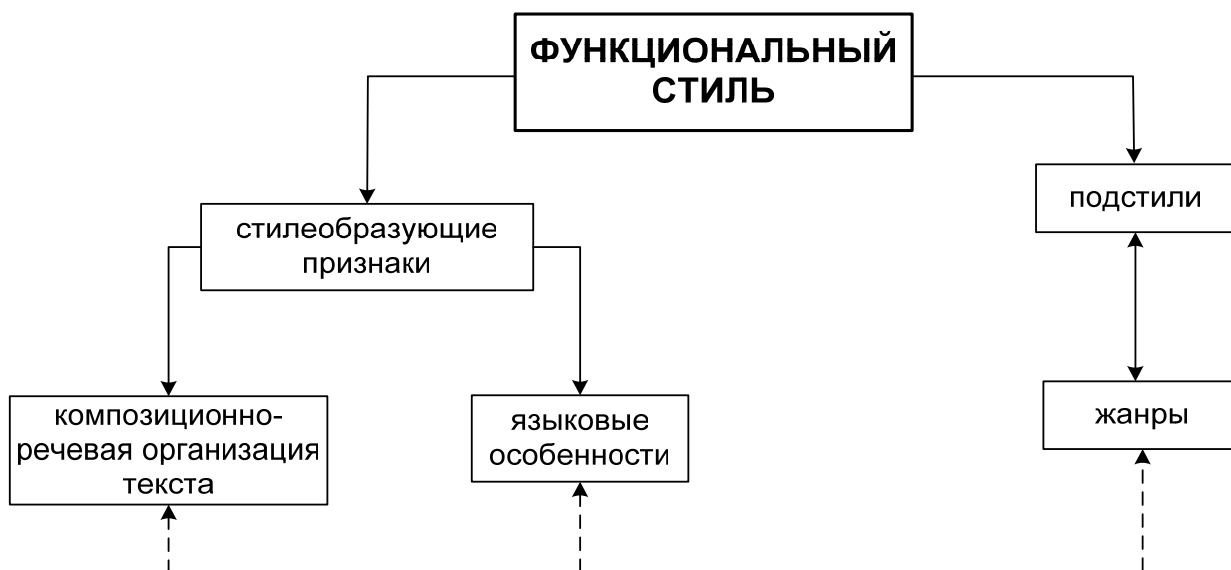 ФУНКЦИОНАЛЬНЫЙ
СТИЛЬ
подстили
стилеобразующие
признаки
композиционно-
речевая организация
текста
языковые
особенности
жанры